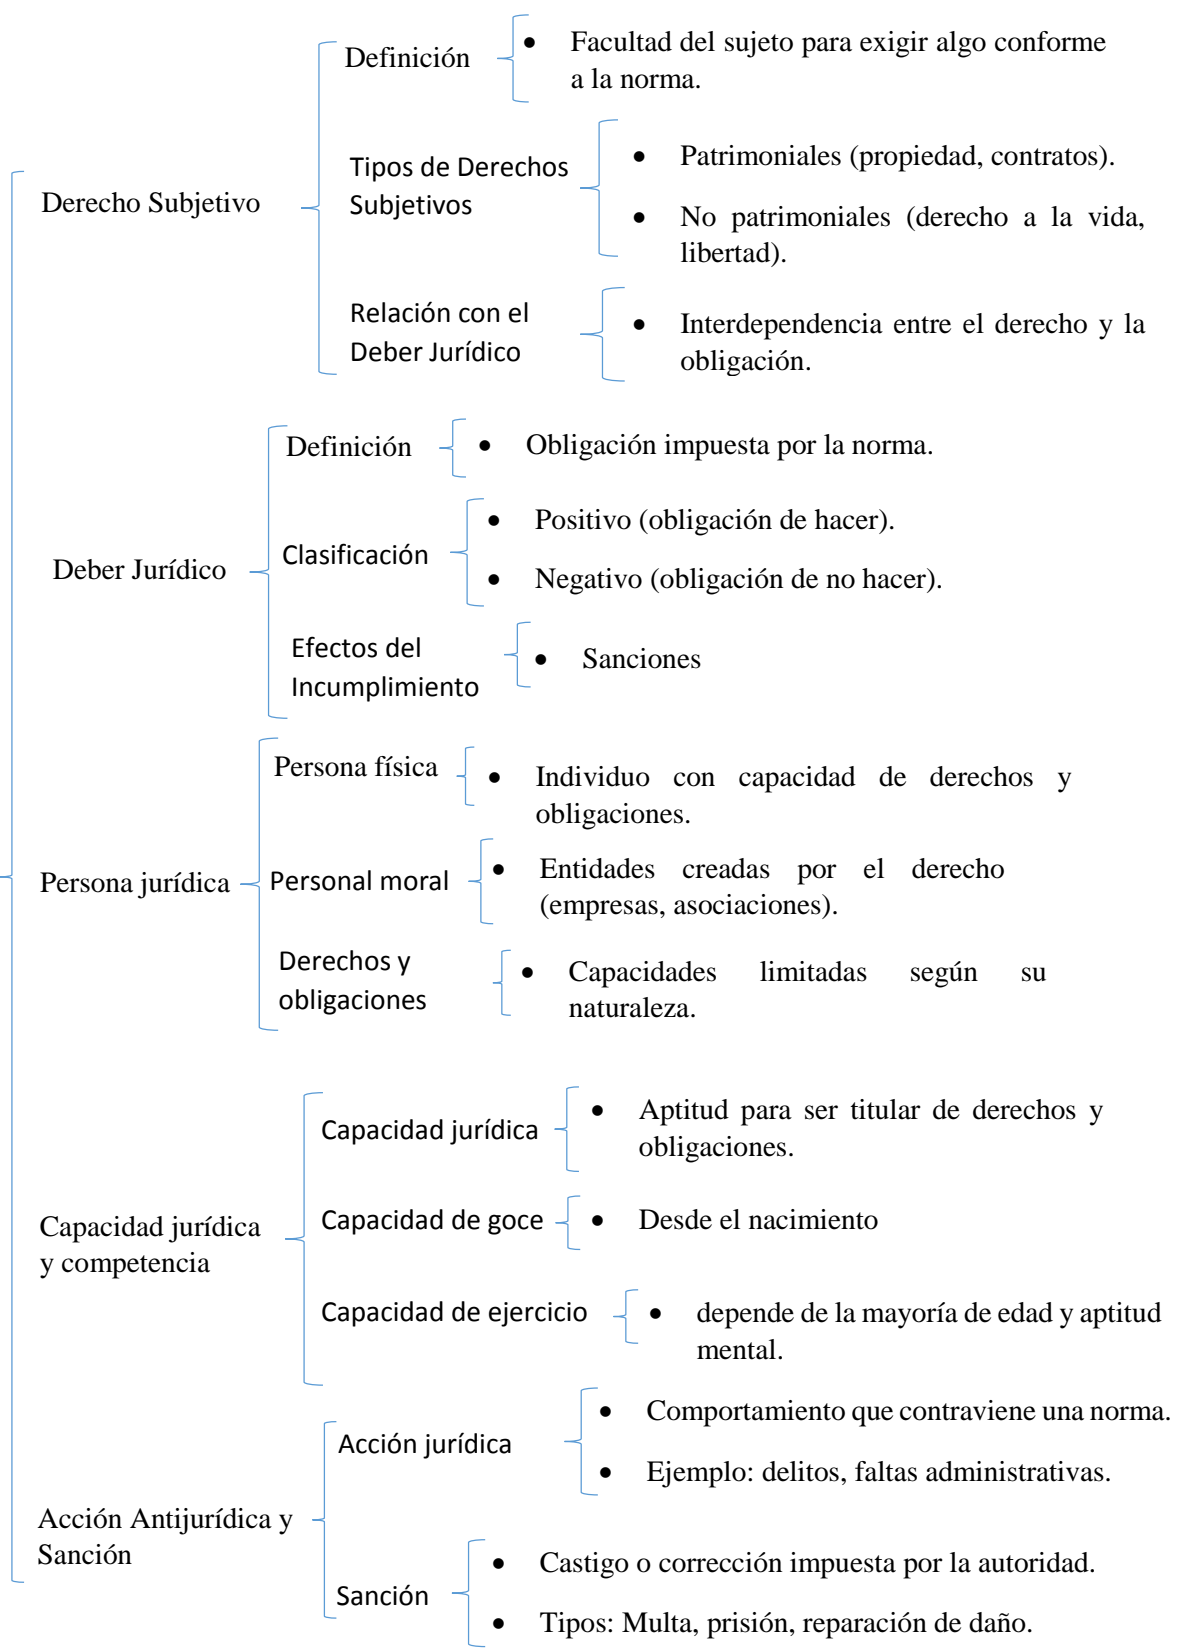 Derecho Subjetivo
Definición
• Facultad del sujeto para exigir algo conforme
a la norma.
Tipos de Derechos
Subjetivos
• Patrimoniales (propiedad, contratos).
• No patrimoniales (derecho a la vida,
libertad).
Relación con el
Deber Jurídico
• Interdependencia entre el derecho y la
obligación.
Deber Jurídico
Definición
• Obligación impuesta por la norma.
Clasificación
• Positivo (obligación de hacer).
• Negativo (obligación de no hacer).
Efectos del
Incumplimiento
• Sanciones
Persona jurídica
Persona física
• Individuo con capacidad de derechos y
obligaciones.
Personal moral
• Entidades creadas por el derecho
(empresas, asociaciones).
Derechos y
obligaciones
• Capacidades limitadas según su
naturaleza.
Capacidad jurídica
y competencia
Capacidad jurídica
• Aptitud para ser titular de derechos y
obligaciones.
Capacidad de goce
• Desde el nacimiento
Capacidad de ejercicio
• depende de la mayoría de edad y aptitud
mental.
Acción Antijurídica y
Sanción
Acción jurídica
• Comportamiento que contraviene una norma.
• Ejemplo: delitos, faltas administrativas.
Sanción
• Castigo o corrección impuesta por la autoridad.
• Tipos: Multa, prisión, reparación de daño.